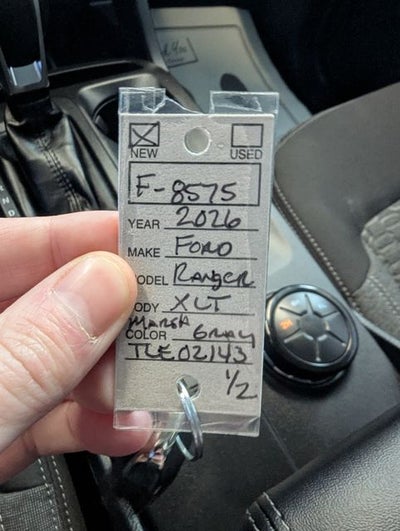 NEW USED
F-8575
YEAR 2026
MAKE FORD
ODEL RANGER
ODY XLT
MARSH
COLOR GRAY
TLE02143
1/2